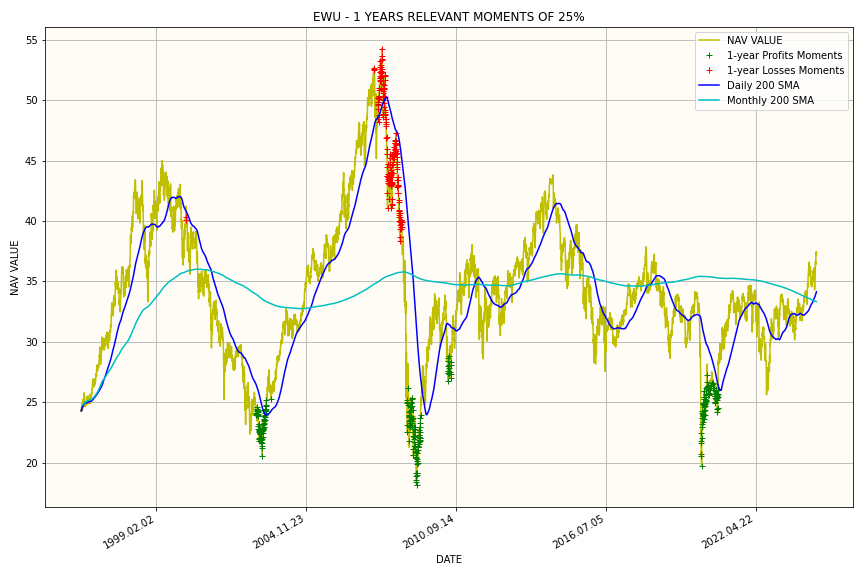 EWU - 1 YEARS RELEVANT MOMENTS OF 25%
NAV VALUE
1-year Profits Moments
1-year Losses Moments
Daily 200 SMA
Monthly 200 SMA
55
50
45
40
35
30
25
20
NAV VALUE
1999.02.02
2004.11.23
2010.09.14
2016.07.05
2022.04.22
DATE